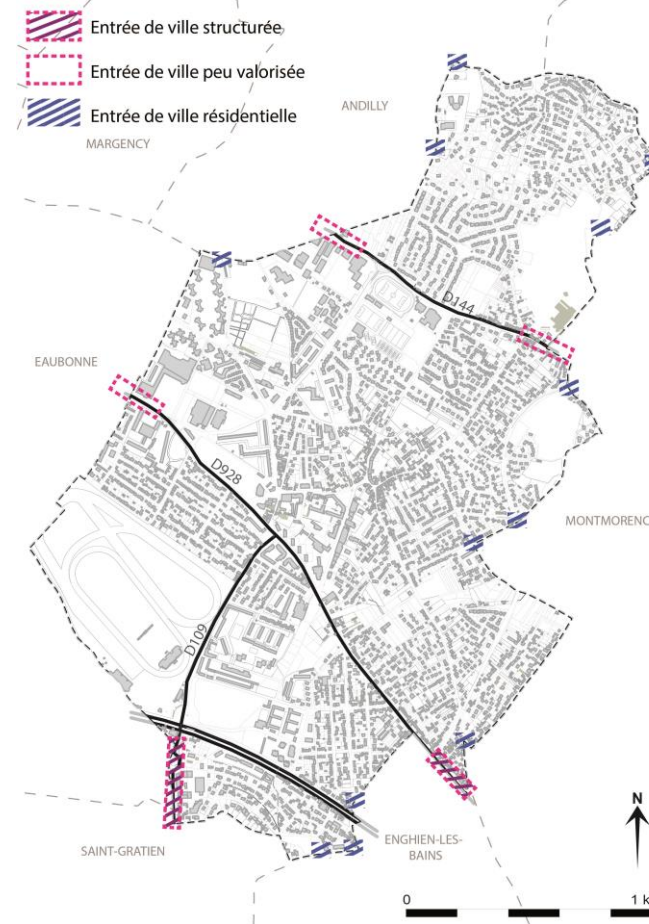 Entrée de ville structurée
Entrée de ville peu valorisée
Entrée de ville résidentielle
ANDILLY
MARGENCY
D144
EAUBONNE
D928
MONTMORENC
D109
N
SAINT-GRATIEN
ENGHIEN-LES-
BAINS
0
1 k